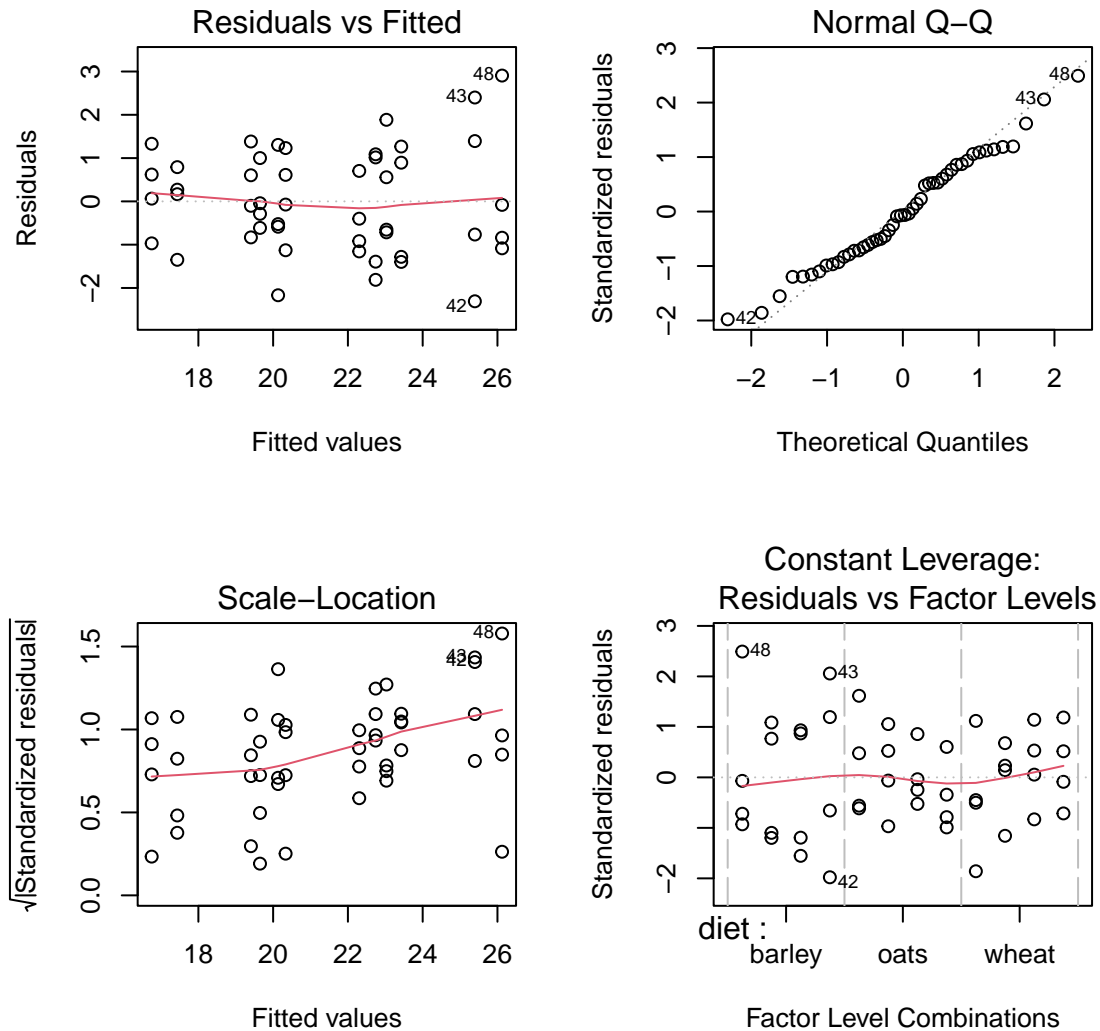 Residuals vs Fitted
Residuals
3
2
1
0
−2
48
43
42
18 20 22 24 26
Fitted values
Normal Q−Q
Standardized residuals
3
2
1
0
−1
−2
48
43
42
−2 −1 0 1 2
Theoretical Quantiles
Scale−Location
√|Standardized residuals|
1.5
1.0
0.5
0.0
48
43
42
18 20 22 24 26
Fitted values
Constant Leverage:
Residuals vs Factor Levels
Standardized residuals
3
2
1
0
−2
48
43
42
diet :
barley oats wheat
Factor Level Combinations